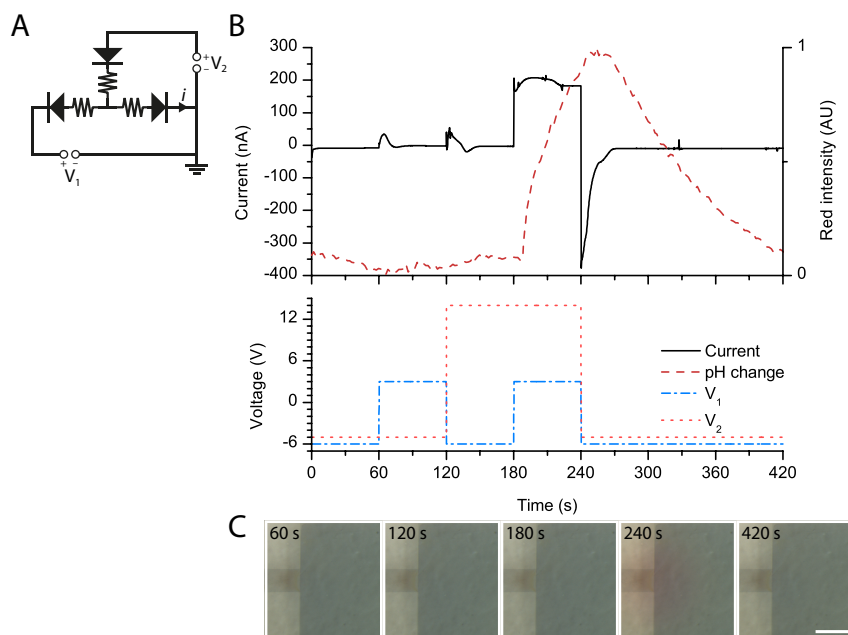 A
+
−
V2
i
+ −
V1
B
300
200
100
0
-100
-200
-300
-400
Current (nA)
1
0
Red intensity (AU)
12
6
0
-6
Voltage (V)
Current
pH change
V1
V2
0 60 120 180 240 300 360 420
Time (s)
C
60 s 120 s 180 s 240 s 420 s